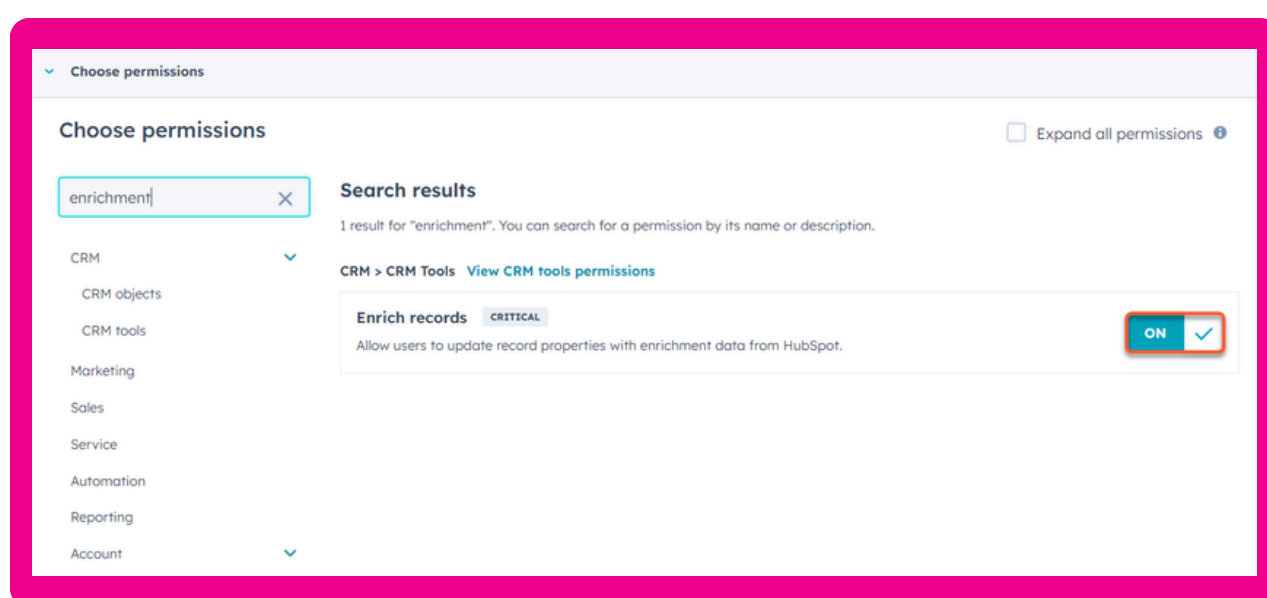 Choose permissions
Choose permissions
Expand all permissions
enrichment
CRM
CRM objects
CRM tools
Marketing
Sales
Service
Automation
Reporting
Account
Search results
1 result for "enrichment". You can search for a permission by its name or description.
CRM > CRM Tools View CRM tools permissions
Enrich records CRITICAL
Allow users to update record properties with enrichment data from HubSpot.
ON